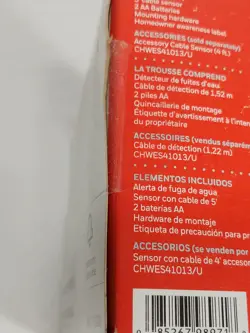 cable sensor
2 AA Batteries
Mounting hardware
Homeowner awareness label
ACCESSORIES (sold separately)
Accessory Cable Sensor (4 ft.)
CHWES41013/U
LA TROUSSE COMPREND
Détecteur de fuites d'eau
Câble de détection de 1,52 m
2 piles AA
Quincaillerie de montage
Étiquette d'avertissement à l'intention
du propriétaire
ACCESSOIRES (vendus séparément
Câble de détection (1,22 m)
CHWES41013/U
ELEMENTOS INCLUIDOS
Alerta de fuga de agua
Sensor con cable de 5'
2 baterías AA
Hardware de montaje
Etiqueta de precaución para pr
ACCESORIOS (se venden por
Sensor con cable de 4' acceso
CHWES41013/U